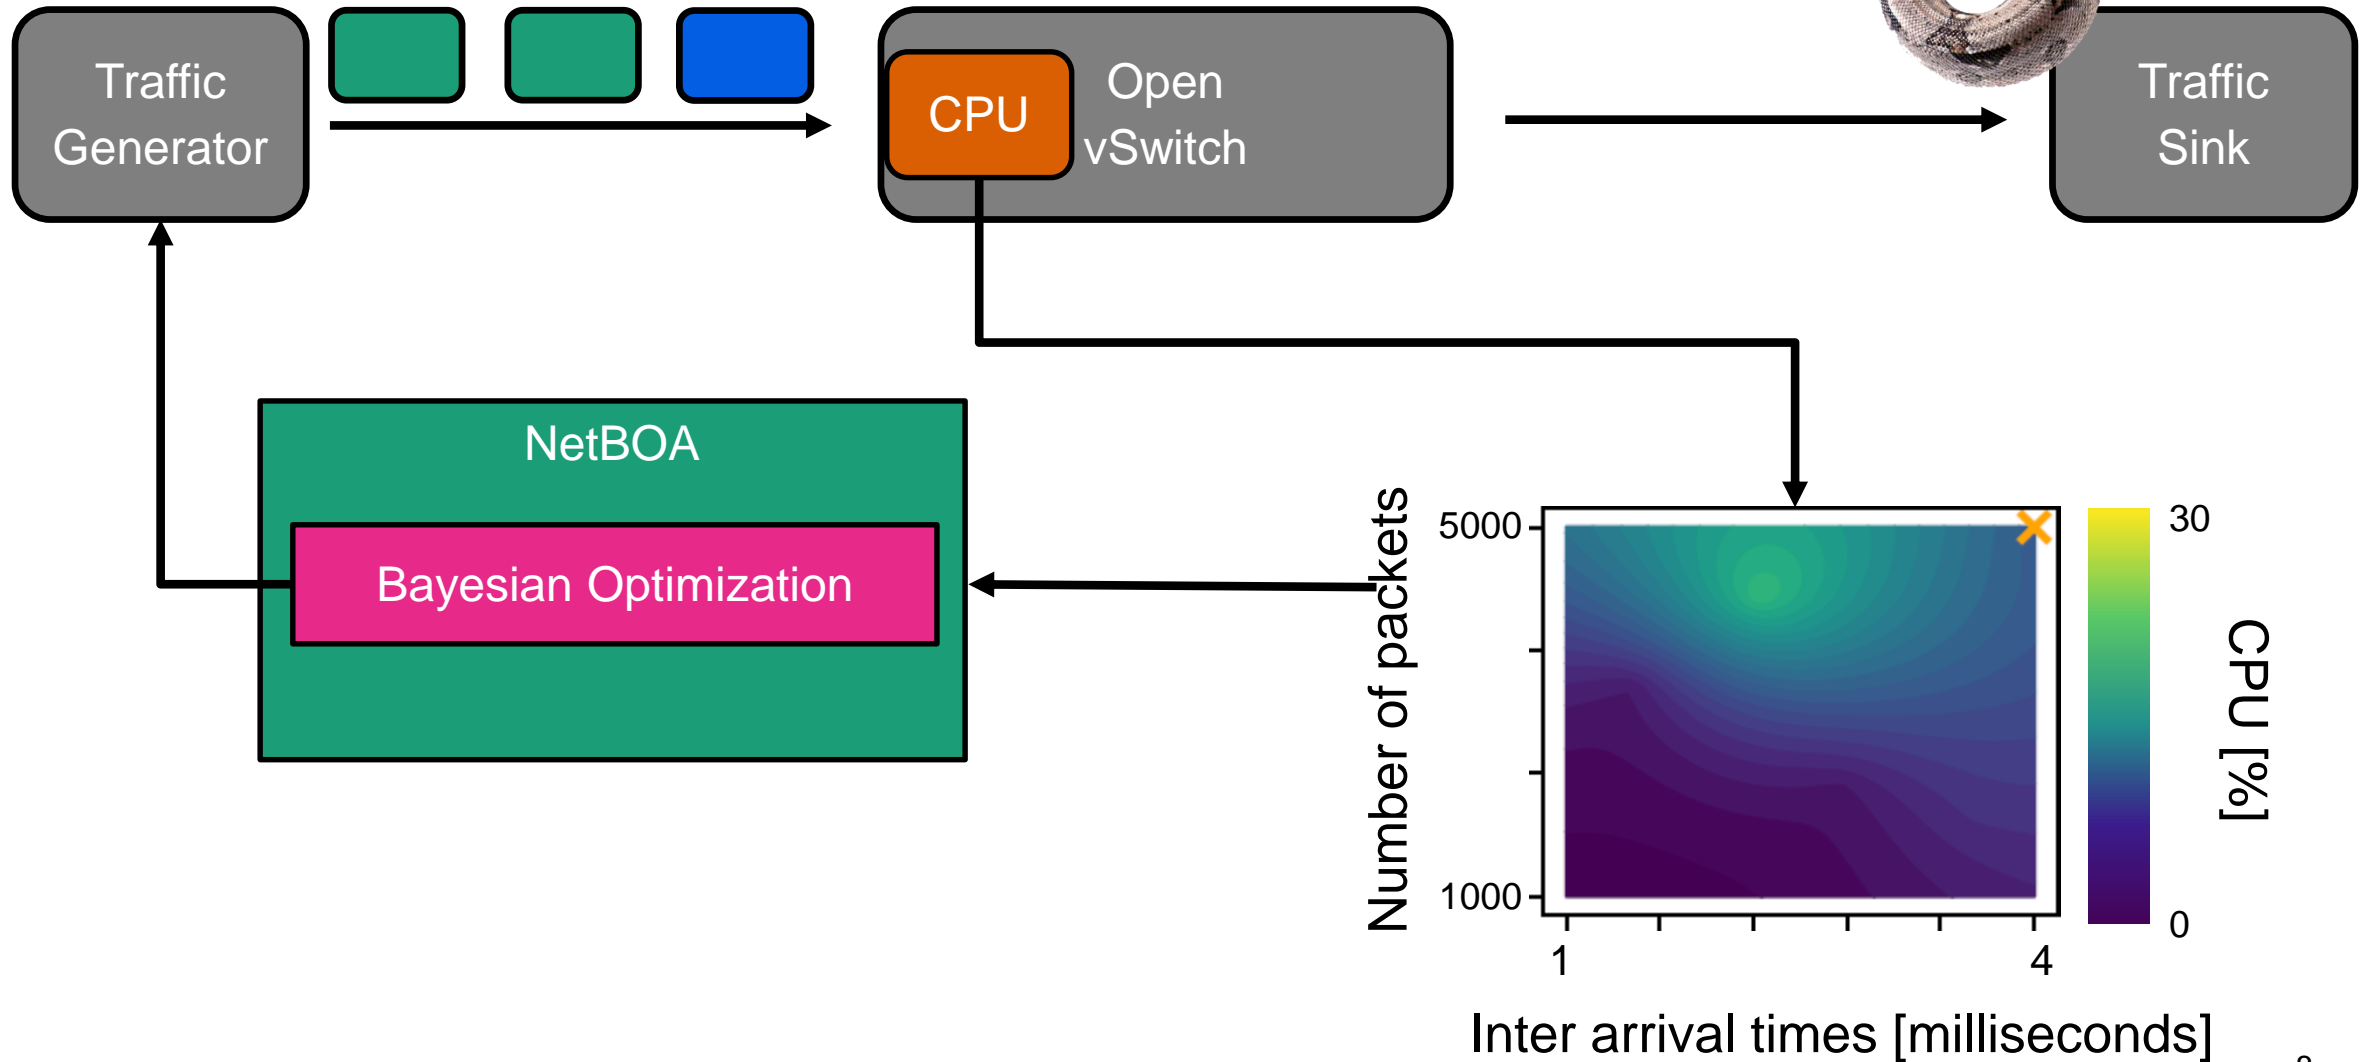 Traffic
Generator
CPU
Open
vSwitch
Traffic
Sink
NetBOA
Bayesian Optimization
Number of packets
5000
1000
1
4
Inter arrival times [milliseconds]
30
0
CPU [%]